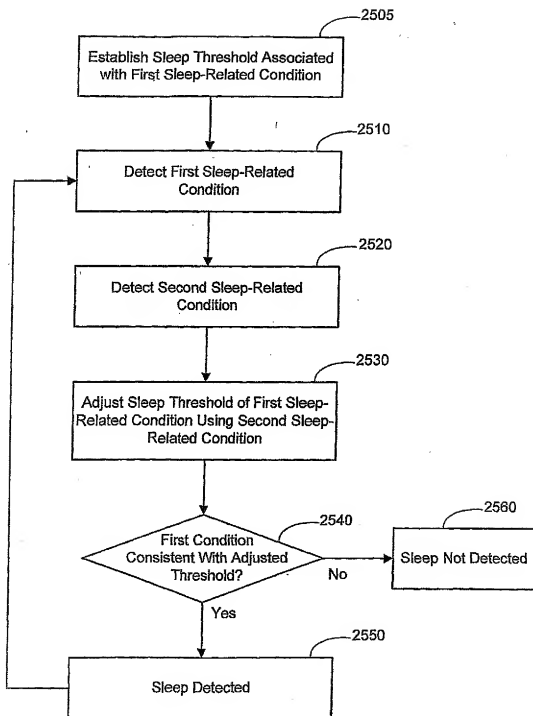 2505
Establish Sleep Threshold Associated
with First Sleep-Related Condition
2510
Detect First Sleep-Related
Condition
2520
Detect Second Sleep-Related
Condition
2530
Adjust Sleep Threshold of First Sleep-
Related Condition Using Second Sleep-
Related Condition
2540
First Condition
Consistent With Adjusted
Threshold?
No
2560
Sleep Not Detected
Yes
2550
Sleep Detected